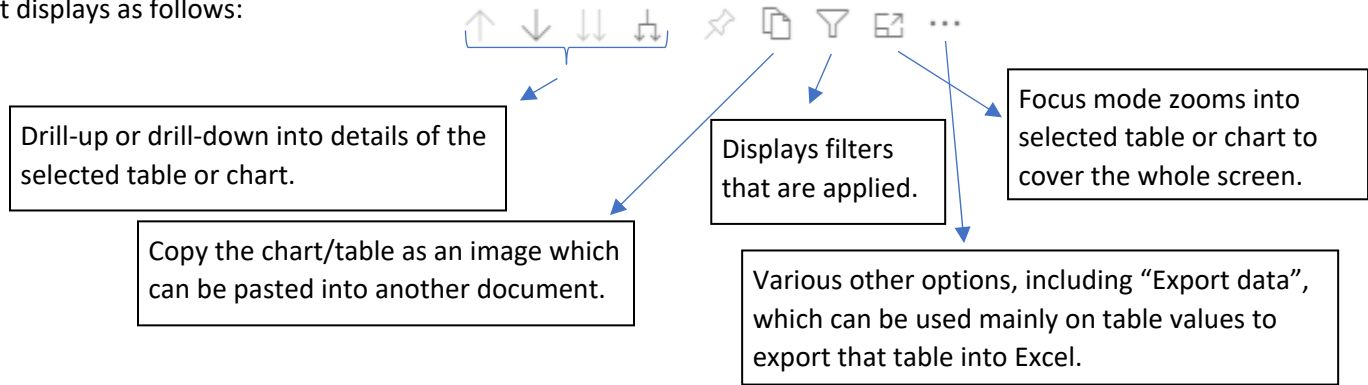 t displays as follows:
Drill-up or drill-down into details of the
selected table or chart.
Copy the chart/table as an image which
can be pasted into another document.
Displays filters
that are applied.
Focus mode zooms into
selected table or chart to
cover the whole screen.
Various other options, including “Export data”,
which can be used mainly on table values to
export that table into Excel.